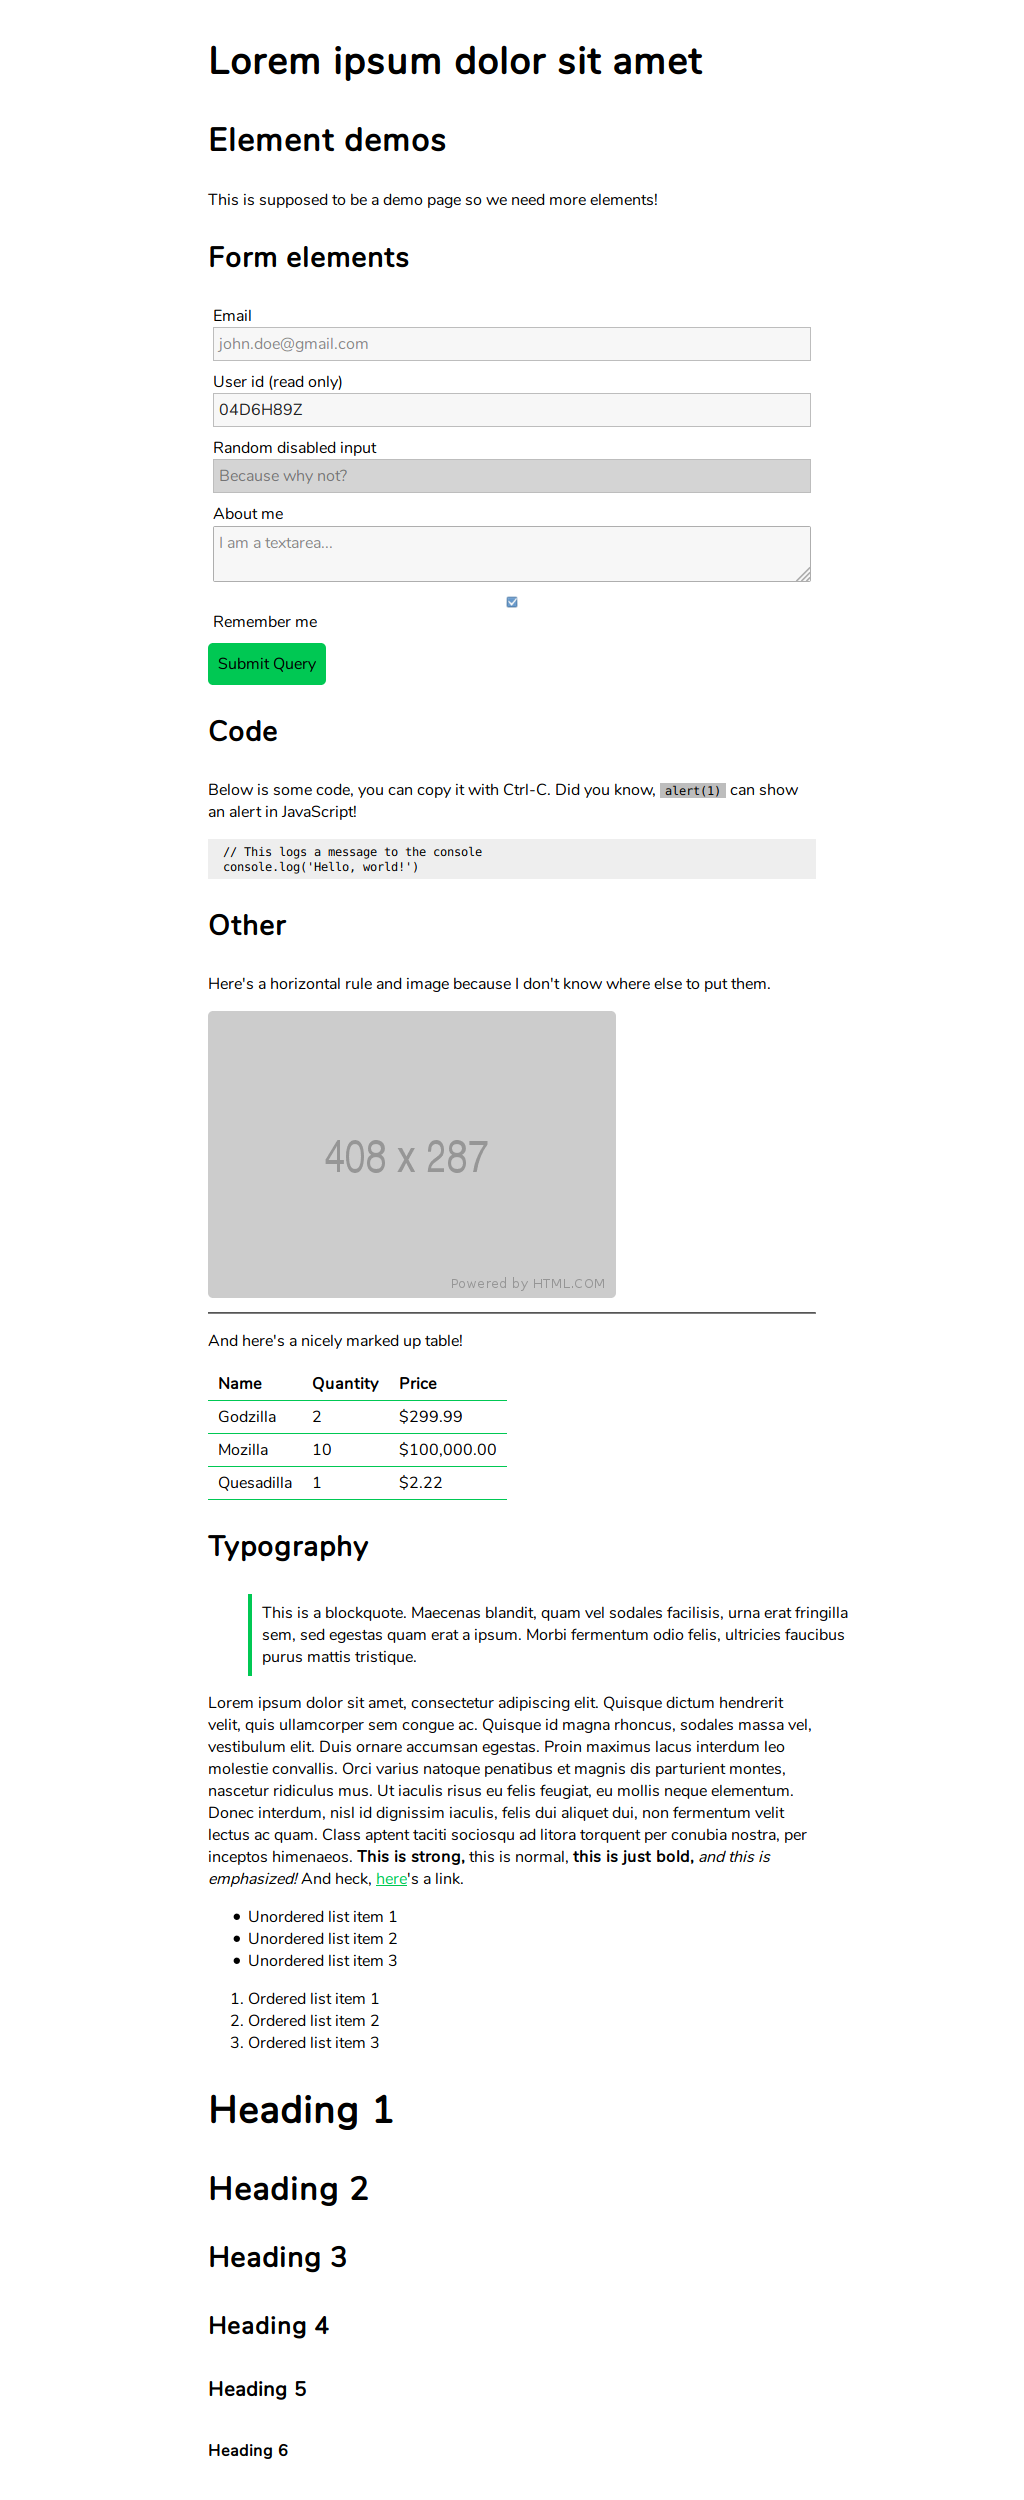 Lorem ipsum dolor sit amet
Element demos
This is supposed to be a demo page so we need more elements!
Form elements
Email
john.doe@gmail.com
User id (read only)
04D6H89Z
Random disabled input
Because why not?
About me
I am a textarea...
Remember me
Submit Query
Code
Below is some code, you can copy it with Ctrl-C. Did you know, alert(1) can show
an alert in JavaScript!
// This logs a message to the console
console.log('Hello, world!')
Other
Here's a horizontal rule and image because I don't know where else to put them.
408 x 287
Powered by HTML.COM
And here's a nicely marked up table!
Name Quantity Price
Godzilla 2 $299.99
Mozilla 10 $100,000.00
Quesadilla 1 $2.22
Typography
This is a blockquote. Maecenas blandit, quam vel sodales facilisis, urna erat fringilla
sem, sed egestas quam erat a ipsum. Morbi fermentum odio felis, ultricies faucibus
purus mattis tristique.
Lorem ipsum dolor sit amet, consectetur adipiscing elit. Quisque dictum hendrerit
velit, quis ullamcorper sem congue ac. Quisque id magna rhoncus, sodales massa vel,
vestibulum elit. Duis ornare accumsan egestas. Proin maximus lacus interdum leo
molestie convallis. Orci varius natoque penatibus et magnis dis parturient montes,
nascetur ridiculus mus. Ut iaculis risus eu felis feugiat, eu mollis neque elementum.
Donec interdum, nisl id dignissim iaculis, felis dui aliquet dui, non fermentum velit
lectus ac quam. Class aptent taciti sociosqu ad litora torquent per conubia nostra, per
inceptos himenaeos. This is strong, this is normal, this is just bold, and this is
emphasized! And heck, here's a link.
• Unordered list item 1
• Unordered list item 2
• Unordered list item 3
1. Ordered list item 1
2. Ordered list item 2
3. Ordered list item 3
Heading 1
Heading 2
Heading 3
Heading 4
Heading 5
Heading 6